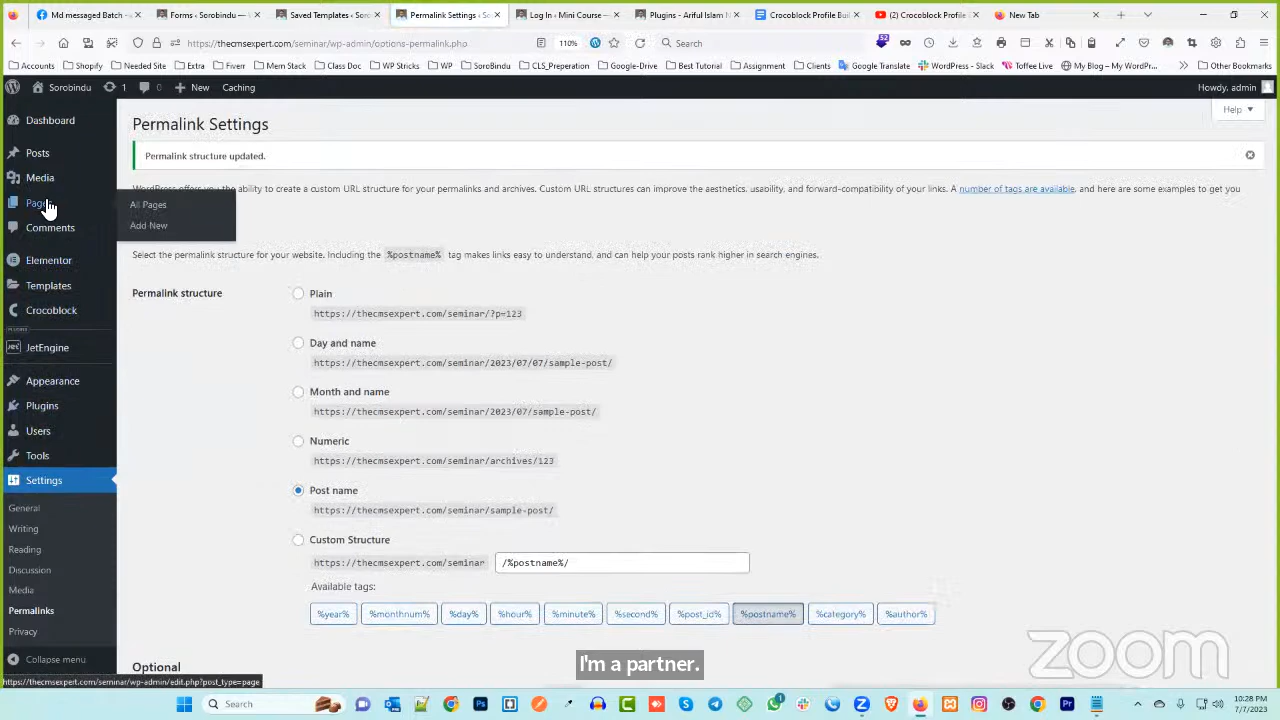 Md messaged Batch -
Forms ‹ Sorobindu —
Saved Templates ‹ S
Permalink Settings ‹ So
Log In ‹ Mini Course —
Plugins ‹ Ariful Islam N
Crocoblock Profile Buil
(2) Crocoblock Profile
New Tab
https://thecmsexpert.com/seminar/wp-admin/options-permalink.php
110%
Search
52
Accounts
Shopify
Needed Site
Extra
Fiverr
Mem Stack
Class Doc
WP Stricks
WP
SoroBindu
CLS_Preperation
Google-Drive
Best Tutorial
Assignment
Clients
Google Translate
WordPress - Slack
Toffee Live
My Blog – My WordPr...
Other Bookmarks
Sorobindu
1
0
New
Caching
Howdy, admin
Help
Dashboard
Posts
Media
Comments
Elementor
Templates
Crocoblock
PLUGINS
JetEngine
Appearance
Plugins
Users
Tools
Settings
General
Writing
Reading
Discussion
Media
Permalinks
Privacy
Collapse menu
All Pages
Add New
Permalink Settings
Permalink structure updated.
WordPress offers you the ability to create a custom URL structure for your permalinks and archives. Custom URL structures can improve the aesthetics, usability, and forward-compatibility of your links. A number of tags are available, and here are some examples to get you
Select the permalink structure for your website. Including the %postname% tag makes links easy to understand, and can help your posts rank higher in search engines.
Permalink structure
Plain
https://thecmsexpert.com/seminar/?p=123
Day and name
https://thecmsexpert.com/seminar/2023/07/07/sample-post/
Month and name
https://thecmsexpert.com/seminar/2023/07/sample-post/
Numeric
https://thecmsexpert.com/seminar/archives/123
Post name
https://thecmsexpert.com/seminar/sample-post/
Custom Structure
https://thecmsexpert.com/seminar
/%postname%/
Available tags:
%year%
%monthnum%
%day%
%hour%
%minute%
%second%
%post_id%
%postname%
%category%
%author%
Optional
I'm a partner.
zoom
https://thecmsexpert.com/seminar/wp-admin/edit.php?post_type=page
Search
10:28 PM
7/7/2023